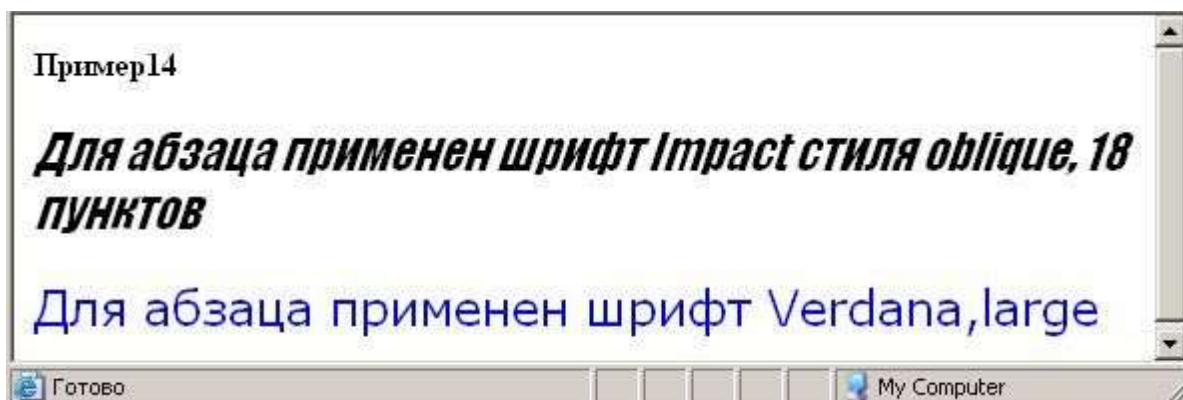 Пример14
Для абзаца применен шрифт Impact стиля oblique, 18
пунктов
Для абзаца применен шрифт Verdana,large
Готово
My Computer